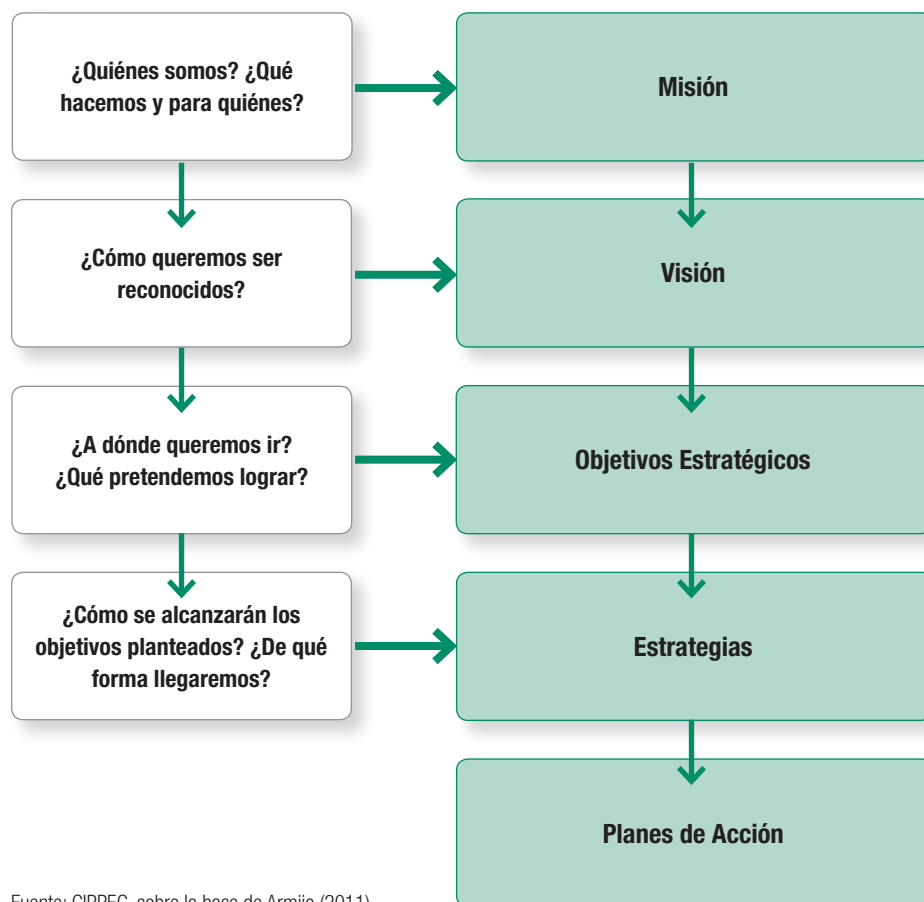 ¿Quiénes somos? ¿Qué
hacemos y para quiénes?
Misión
¿Cómo queremos ser
reconocidos?
Visión
¿A dónde queremos ir?
¿Qué pretendemos lograr?
Objetivos Estratégicos
¿Cómo se alcanzarán los
objetivos planteados? ¿De qué
forma llegaremos?
Estrategias
Planes de Acción
Fuente: CIPPEC, sobre la base de Armijo (2011)